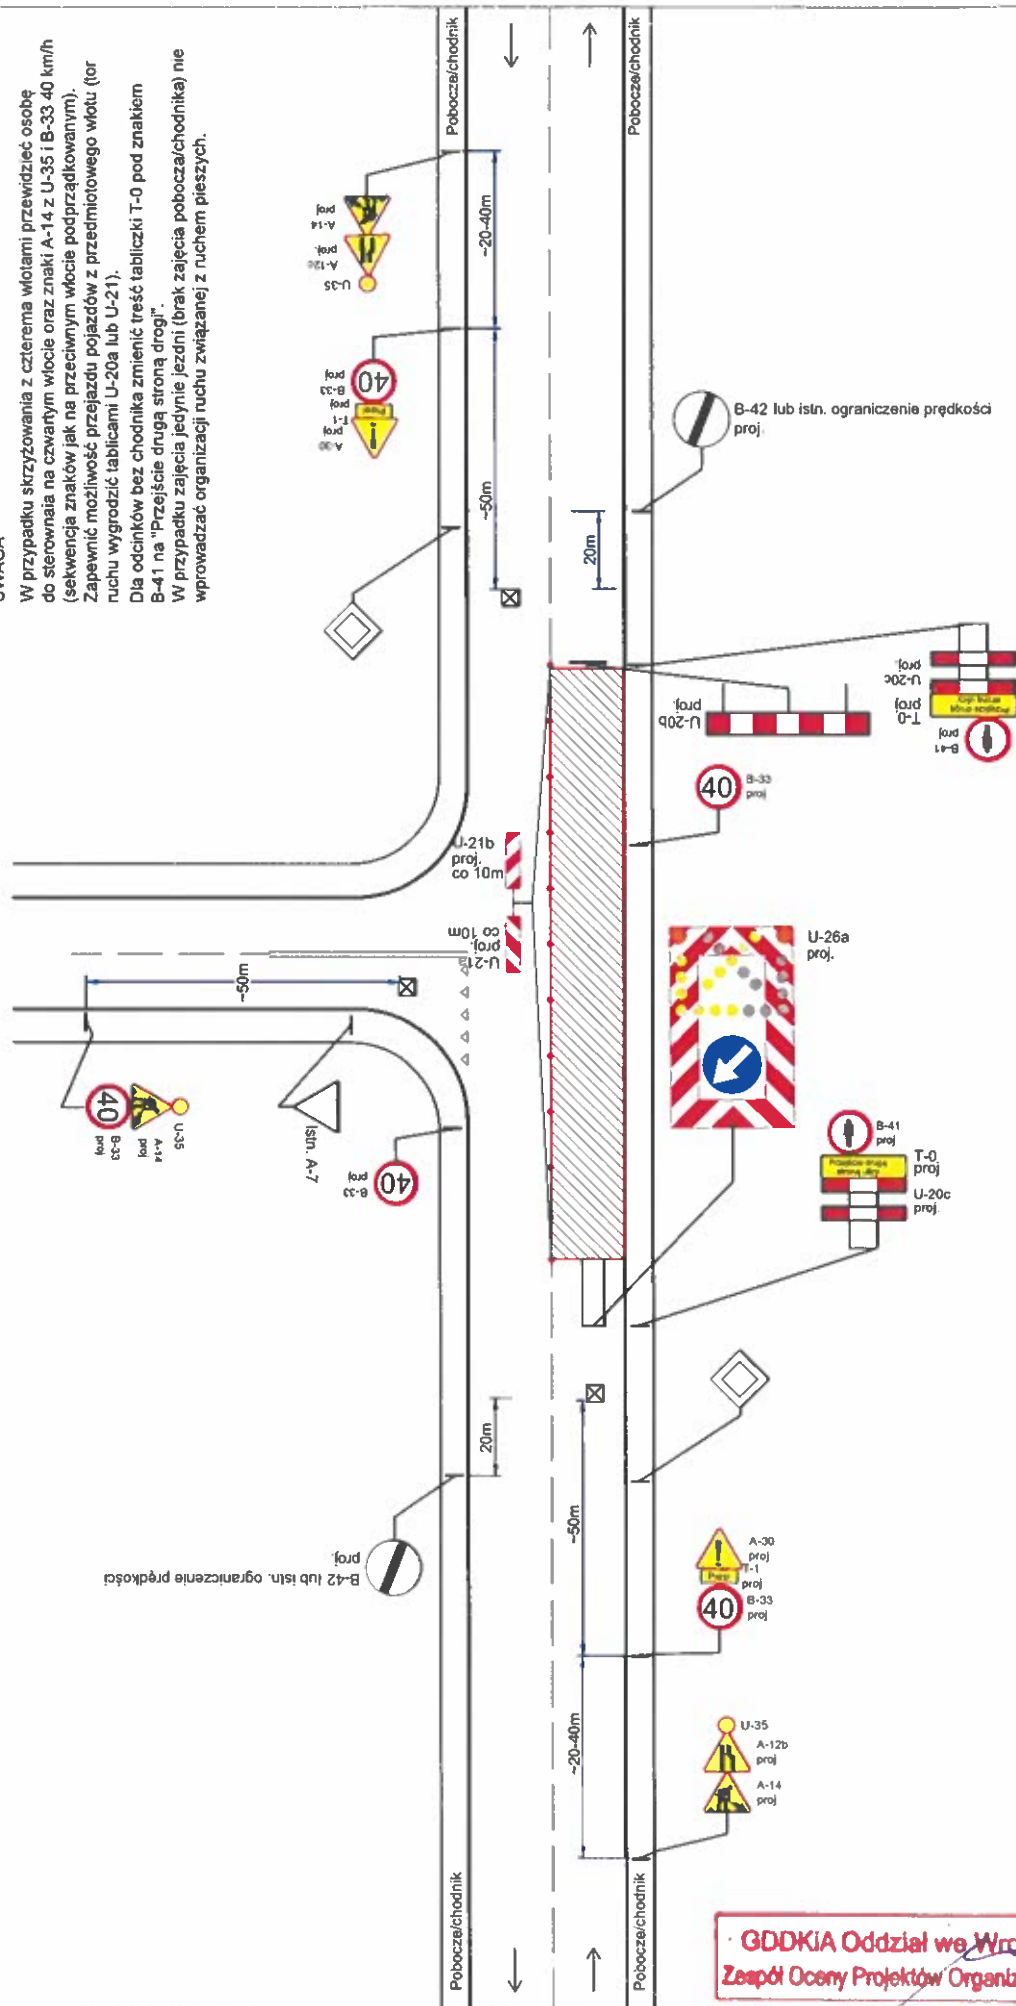 UWAGA
W przypadku skrzyżowania z czterema wlotami przewidzieć osobę
do sterownaia na czwartym wlocie oraz znaki A-14 z U-35 i B-33 40 km/h
(sekwencja znaków jak na przeciwnym wlocie podprządkowanym).
Zapewnić możliwość przejazdu pojazdów z przedmiotowego wlotu (tor
ruchu wygrodzić tablicami U-20a lub U-21).
Dla odcinków bez chodnika zmienić treść tabliczki T-0 pod znakiem
B-41 na "Przejście drugą stroną drogi".
W przypadku zajęcia jedynie jezdni (brak zajęcia pobocza/chodnika) nie
wprowadzać organizacji ruchu związanej z ruchem pieszych.
Pobocze/chodnik
Pobocze/chodnik
A-14
proj
A-12c
proj.
U-35
~20-40m
40
B-33
proj
T-1
proj
A-30
proj
~50m
B-42 lub istn. ograniczenie prędkości
proj.
20m
U-20b
proj.
U-20c
proj.
T-0
proj
B-41
proj
40
B-33
proj
U-21b
proj.
co 10m
U-21a
proj.
co 10m
U-26a
proj.
~50m
40
B-33
proj
A-14
proj
U-35
Istn. A-7
40
B-33
proj
B-41
proj
T-0
proj
U-20c
proj.
20m
B-42 lub istn. ograniczenie prędkości
proj.
~50m
A-30
proj
T-1
proj
40
B-33
proj
~20-40m
U-35
A-12b
proj
A-14
proj
Pobocze/chodnik
Pobocze/chodnik
GDDKiA Oddział we
Zespół Oceny Projektów